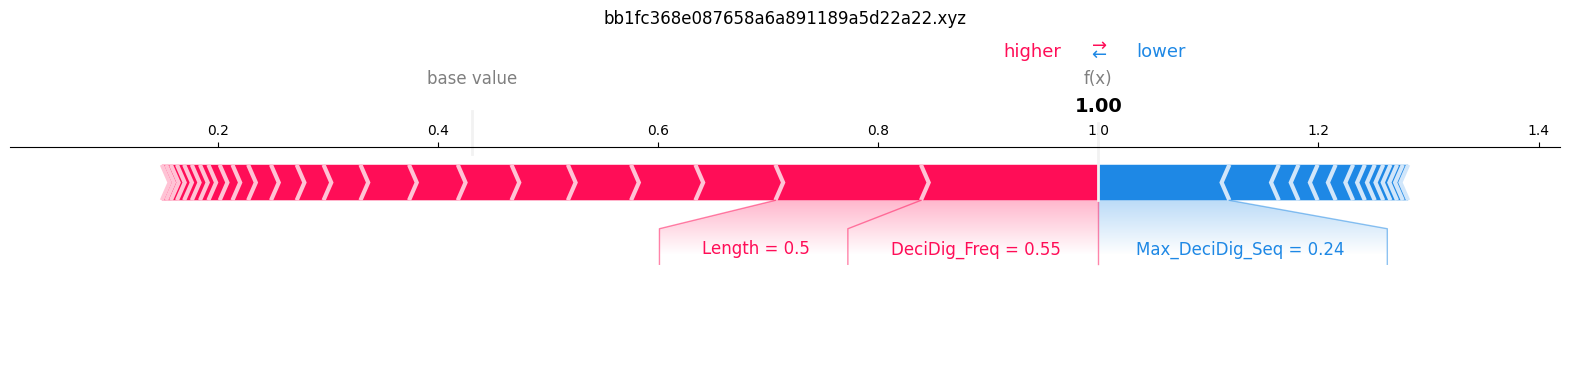 bb1fc368e087658a6a891189a5d22a22.xyz
higher ⇄ lower
base value f(x)
1.00
0.2 0.4 0.6 0.8 1.0 1.2 1.4
Length = 0.5 DeciDig_Freq = 0.55 Max_DeciDig_Seq = 0.24